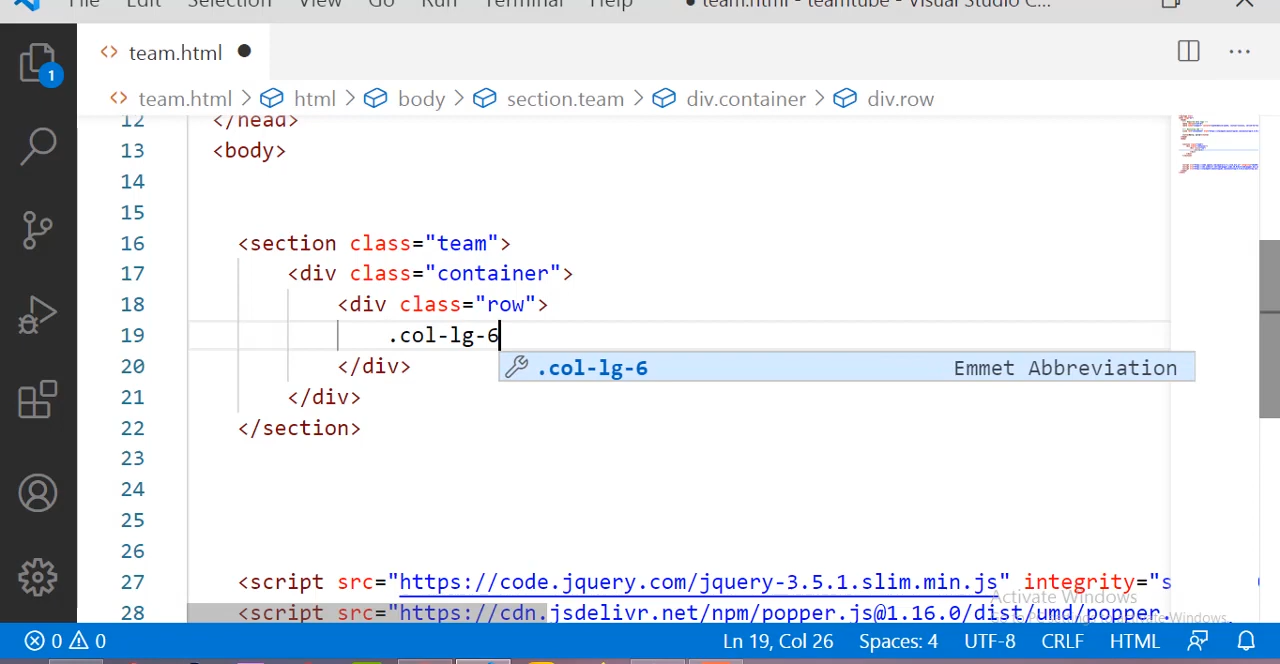 File Edit Selection View Go Run Terminal Help ● team.html - teamtube - Visual Studio C...
team.html ●
team.html > html > body > section.team > div.container > div.row
1
12 </head>
13 <body>
14
15
16 <section class="team">
17 <div class="container">
18 <div class="row">
19 .col-lg-6
.col-lg-6 Emmet Abbreviation
20 </div>
21 </div>
22 </section>
23
24
25
26
27 <script src="https://code.jquery.com/jquery-3.5.1.slim.min.js" integrity="s
28 <script src="https://cdn.jsdelivr.net/npm/popper.js@1.16.0/dist/umd/popper.
Activate Windows
0 0 Ln 19, Col 26 Spaces: 4 UTF-8 CRLF HTML